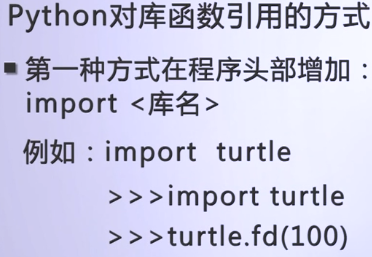 Python对库函数引用的方式
■ 第一种方式在程序头部增加：
import <库名>
例如：import turtle
>>>import turtle
>>>turtle.fd(100)